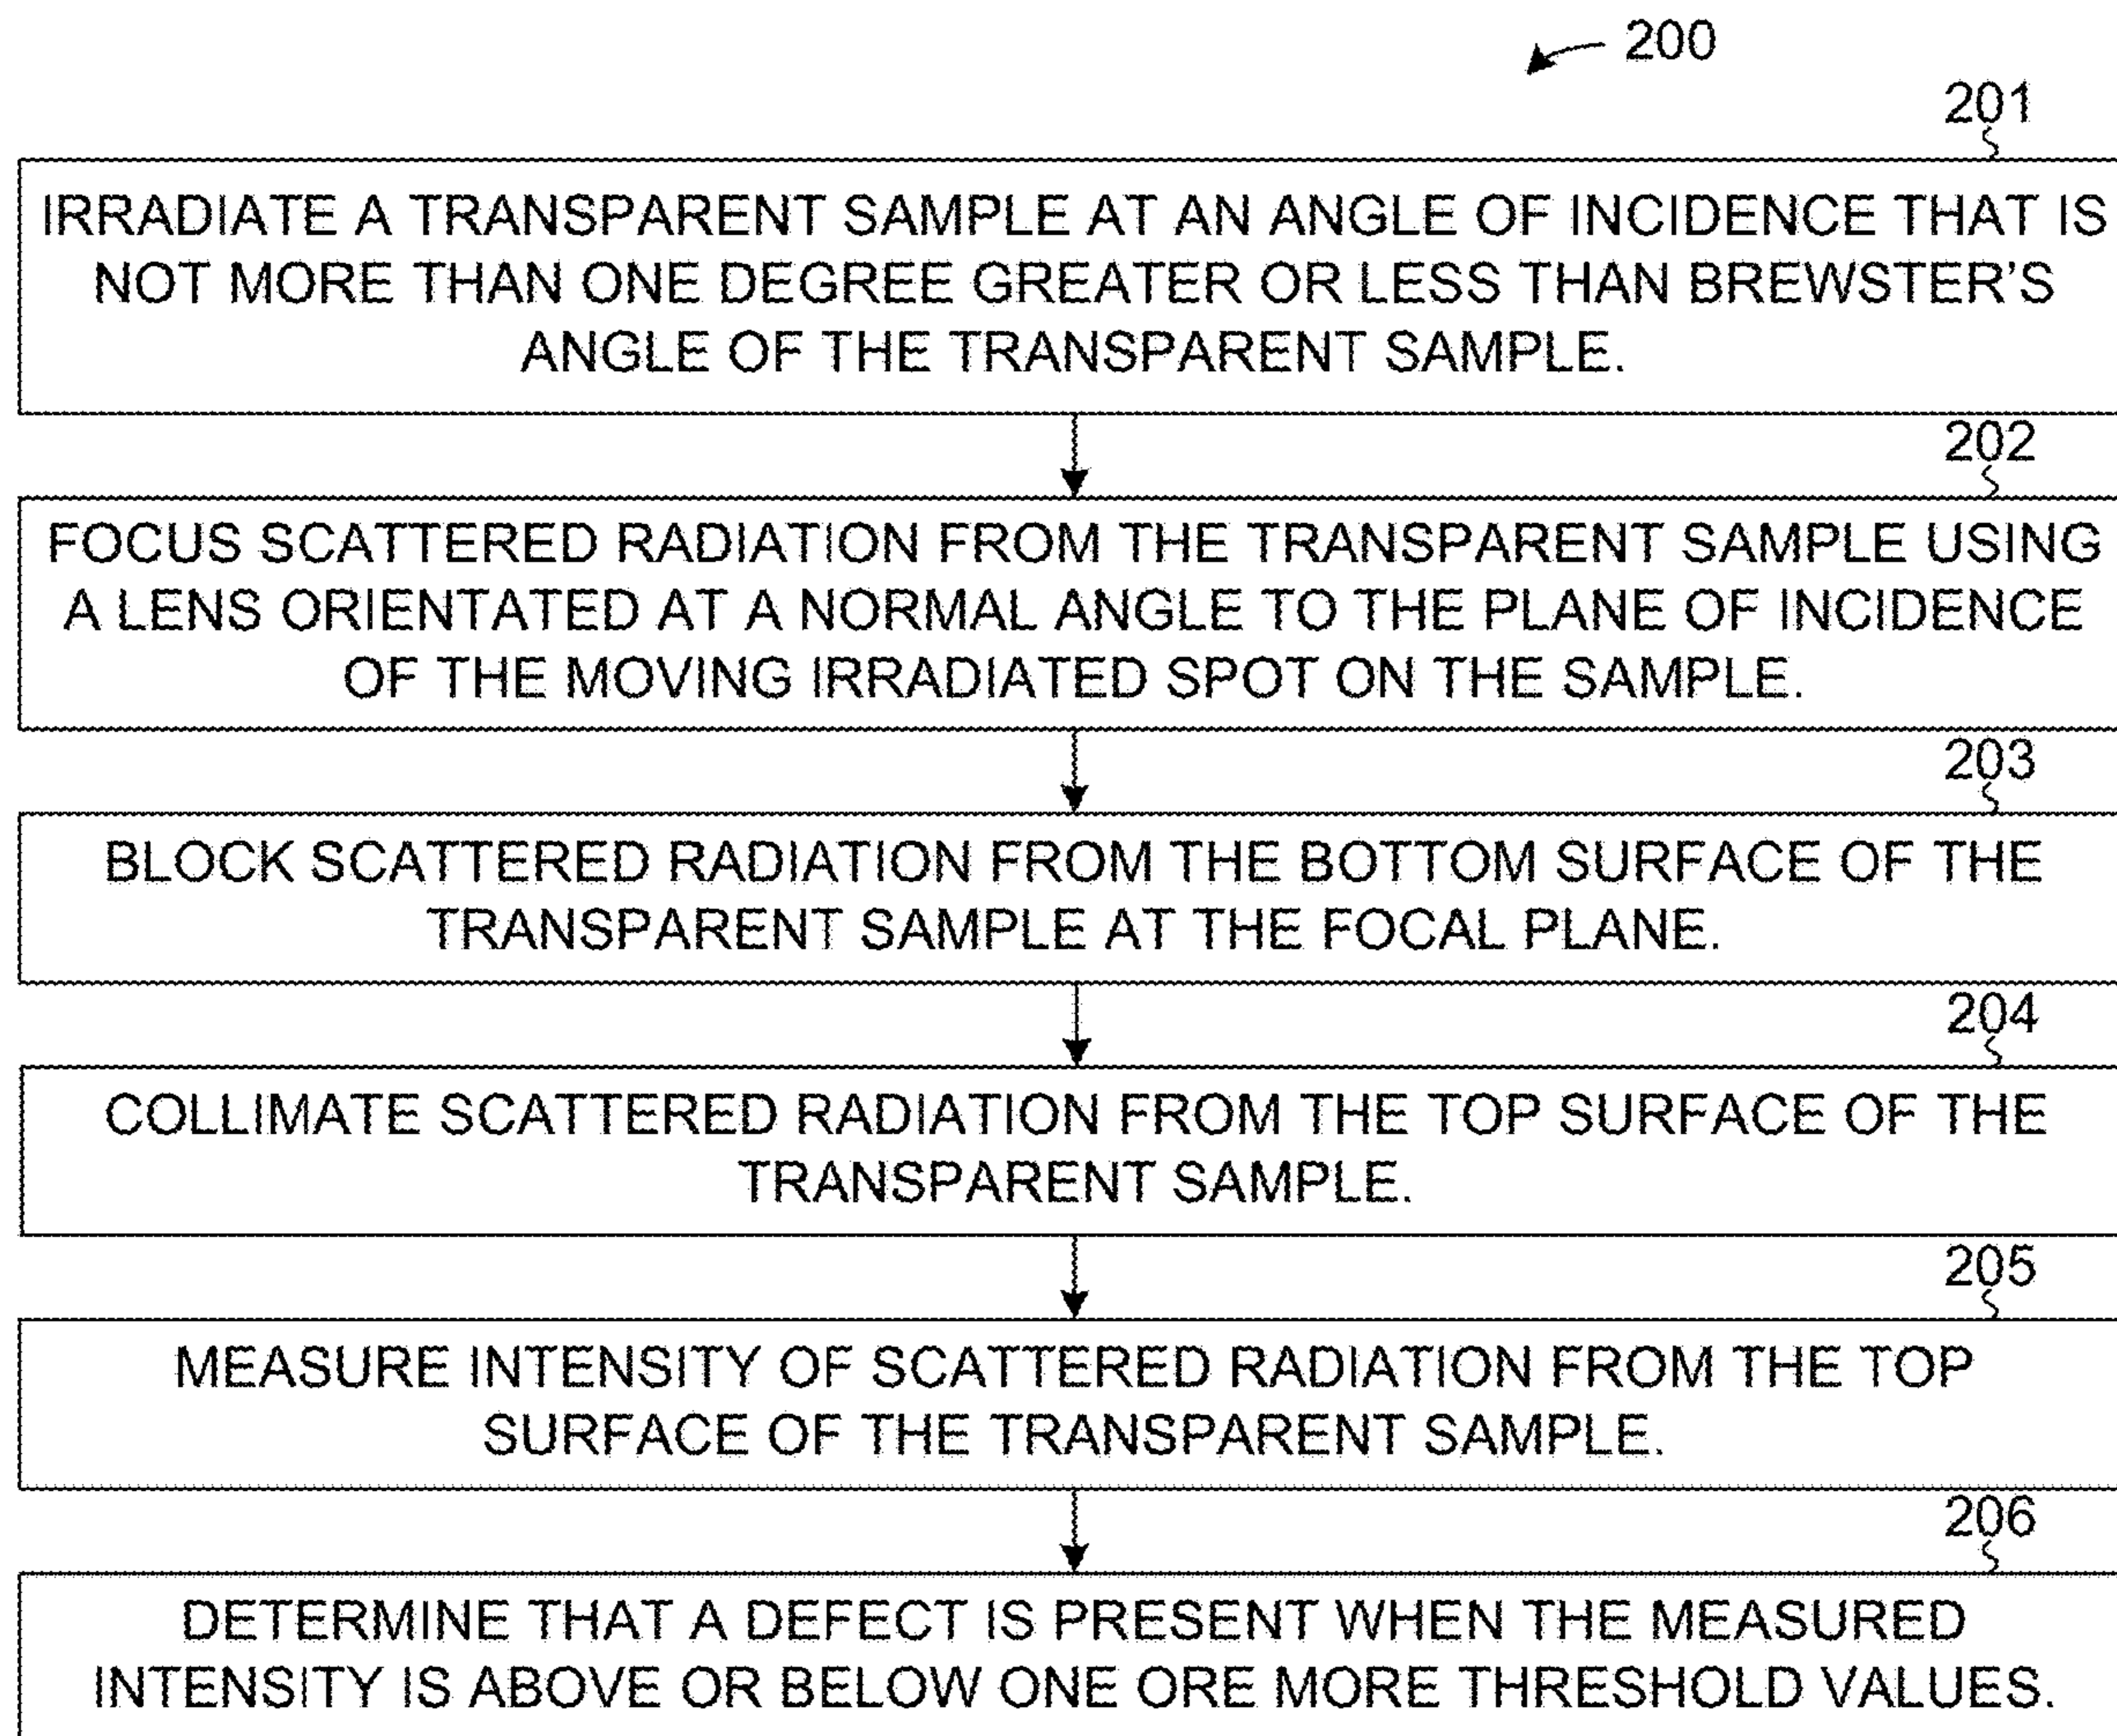 200
201
IRRADIATE A TRANSPARENT SAMPLE AT AN ANGLE OF INCIDENCE THAT IS
NOT MORE THAN ONE DEGREE GREATER OR LESS THAN BREWSTER'S
ANGLE OF THE TRANSPARENT SAMPLE.
202
FOCUS SCATTERED RADIATION FROM THE TRANSPARENT SAMPLE USING
A LENS ORIENTATED AT A NORMAL ANGLE TO THE PLANE OF INCIDENCE
OF THE MOVING IRRADIATED SPOT ON THE SAMPLE.
203
BLOCK SCATTERED RADIATION FROM THE BOTTOM SURFACE OF THE
TRANSPARENT SAMPLE AT THE FOCAL PLANE.
204
COLLIMATE SCATTERED RADIATION FROM THE TOP SURFACE OF THE
TRANSPARENT SAMPLE.
205
MEASURE INTENSITY OF SCATTERED RADIATION FROM THE TOP
SURFACE OF THE TRANSPARENT SAMPLE.
206
DETERMINE THAT A DEFECT IS PRESENT WHEN THE MEASURED
INTENSITY IS ABOVE OR BELOW ONE ORE MORE THRESHOLD VALUES.